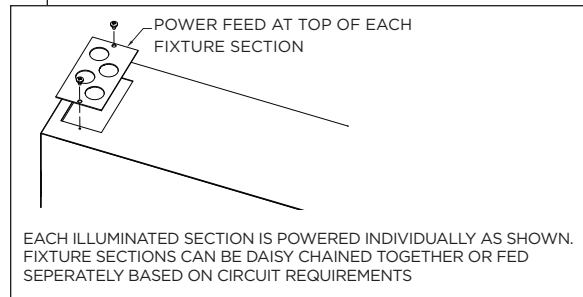 POWER FEED AT TOP OF EACH
FIXTURE SECTION
EACH ILLUMINATED SECTION IS POWERED INDIVIDUALLY AS SHOWN.
FIXTURE SECTIONS CAN BE DAISY CHAINED TOGETHER OR FED
SEPERATELY BASED ON CIRCUIT REQUIREMENTS